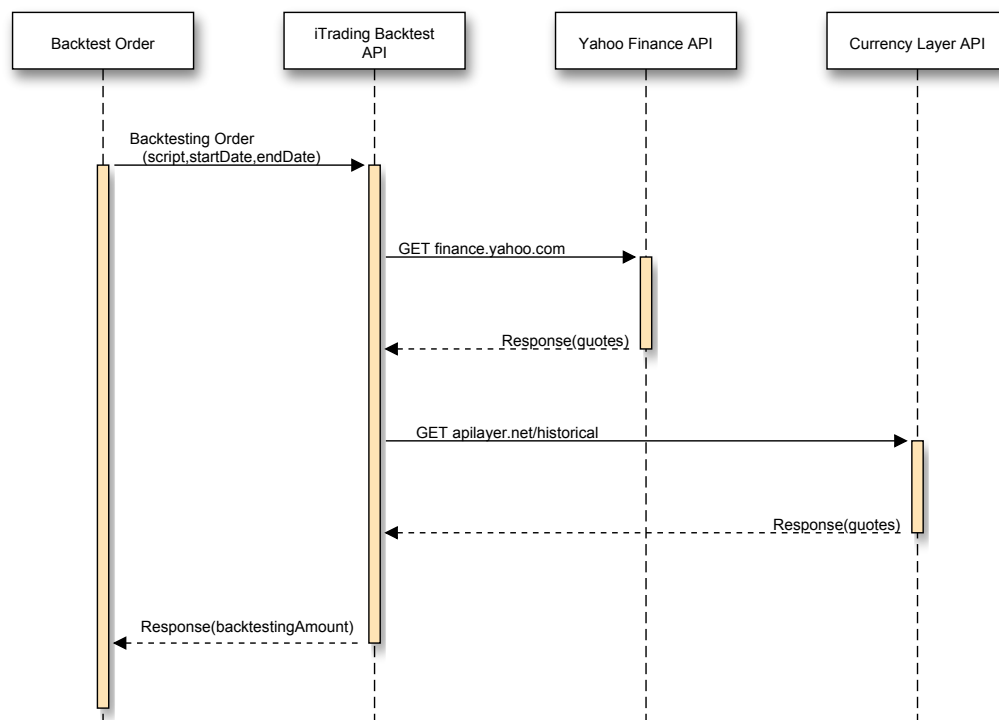 Backtest Order
iTrading Backtest
API
Yahoo Finance API
Currency Layer API
Backtesting Order
(script,startDate,endDate)
GET finance.yahoo.com
Response(quotes)
GET apilayer.net/historical
Response(quotes)
Response(backtestingAmount)